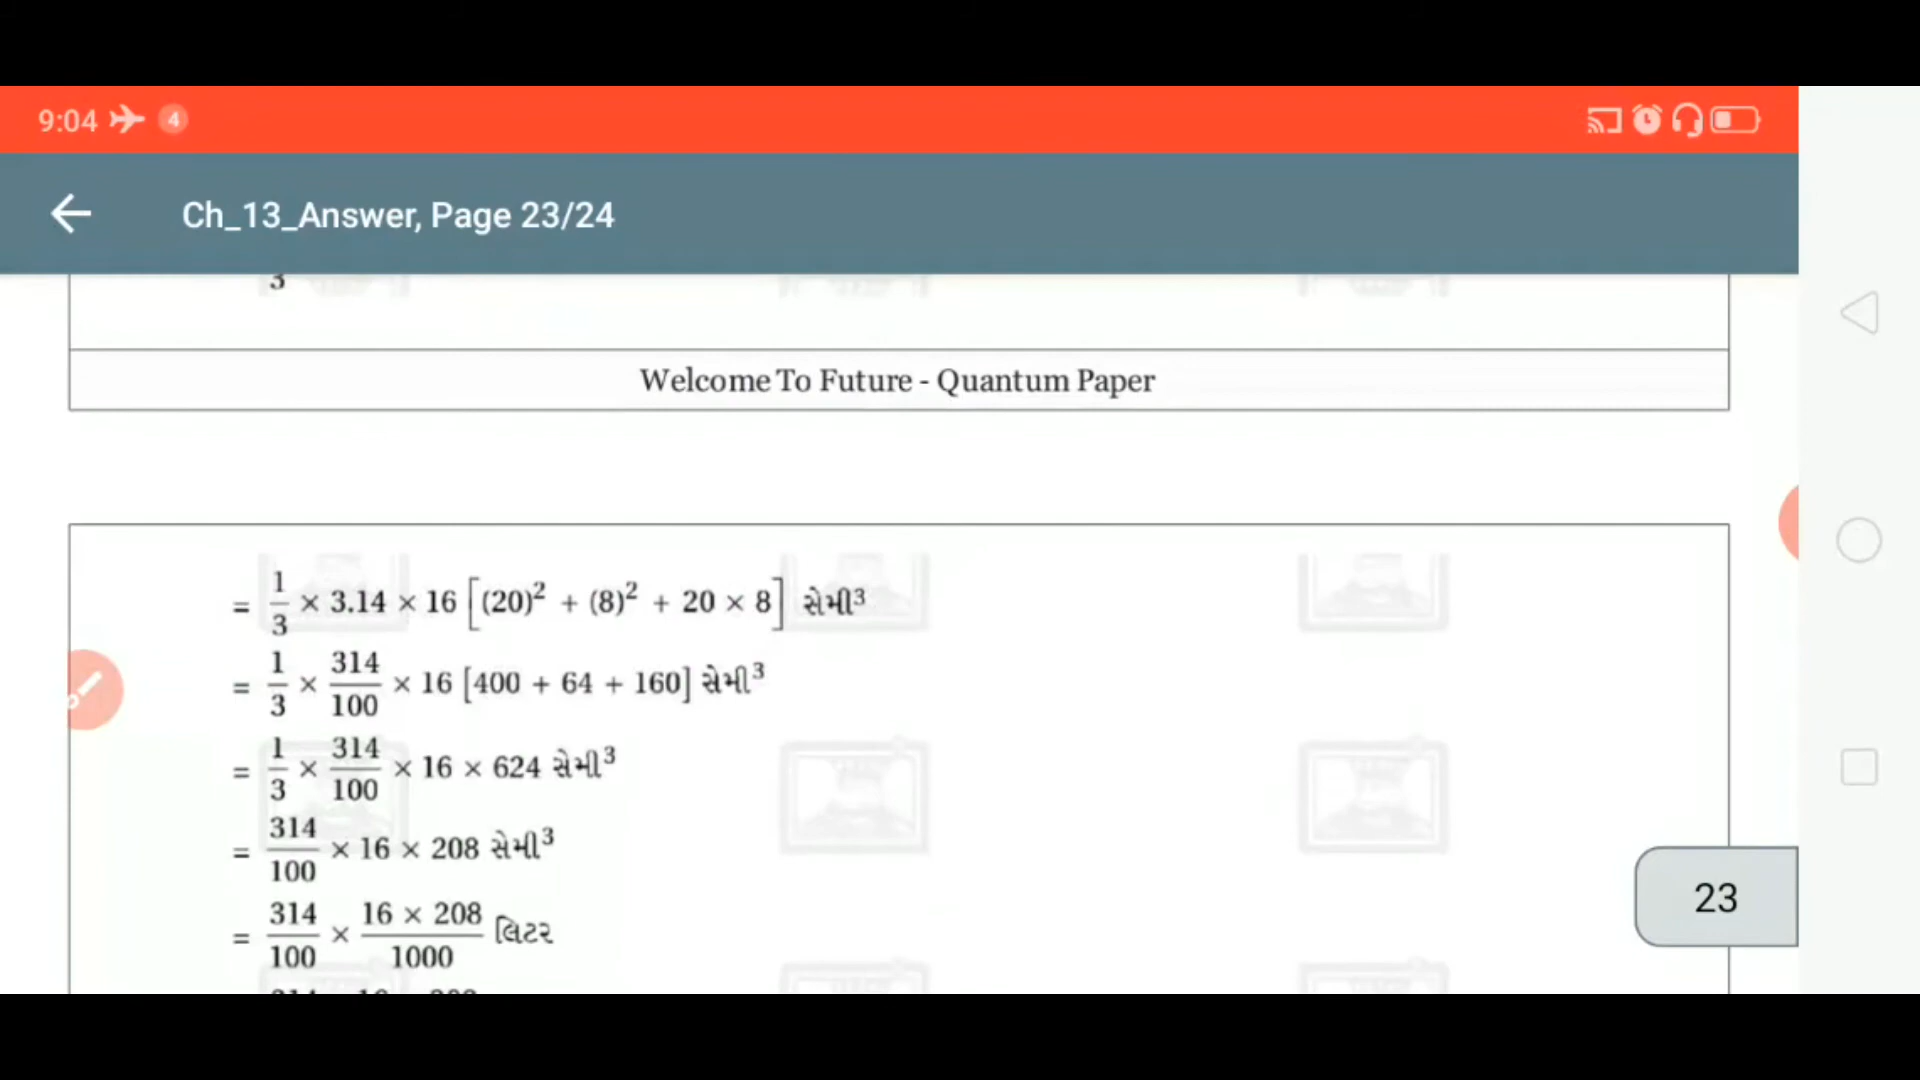 9:04 4
Ch_13_Answer, Page 23/24
3
Welcome To Future - Quantum Paper
= 1/3 × 3.14 × 16 [(20)² + (8)² + 20 × 8] સેમી³
= 1/3 × 314/100 × 16 [400 + 64 + 160] સેમી³
= 1/3 × 314/100 × 16 × 624 સેમી³
= 314/100 × 16 × 208 સેમી³
= 314/100 × 16 × 208/1000 લિટર
23